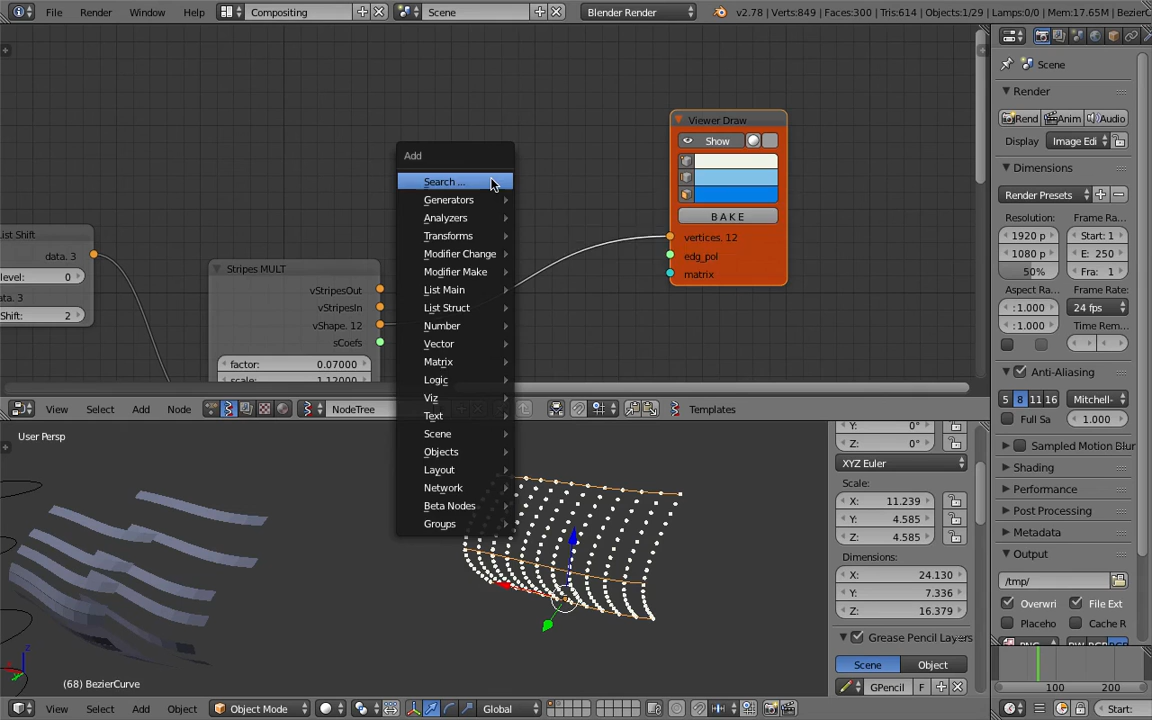 File Render Window Help Compositing Scene Blender Render v2.78 | Verts:849 | Faces:300 | Tris:614 | Objects:1/29 | Lamps:0/0 | Mem:17.65M | BezierC
Scene
Render
Rend Anim Audio
Display Image Edi
Dimensions
Render Presets
Resolution: Frame Ra...
1920 p Start: 1
1080 p E: 250
50% Fra: 1
Aspect Ra... Frame Rate:
:1.000 24 fps
:1.000 Time Rem...
Anti-Aliasing
5 8 11 16 Mitchell-
Full Sa 1.000
Sampled Motion Blur
Shading
Performance
Post Processing
Metadata
Output
/tmp/
Overwri File Ext
Placeho Cache R
100 200
Start:
Viewer Draw
Show
BAKE
vertices. 12
edg_pol
matrix
List Shift
data. 3
level: 0
data. 3
Shift: 2
Stripes MULT
vStripesOut
vStripesIn
vShape. 12
sCoefs
factor: 0.07000
scale: 1.12000
Add
Search ...
Generators
Analyzers
Transforms
Modifier Change
Modifier Make
List Main
List Struct
Number
Vector
Matrix
Logic
Viz
Text
Scene
Objects
Layout
Network
Beta Nodes
Groups
View Select Add Node NodeTree Templates
User Persp
(68) BezierCurve
Y: 0°
Z: 0°
XYZ Euler
Scale:
X: 11.239
Y: 4.585
Z: 4.585
Dimensions:
X: 24.130
Y: 7.336
Z: 16.379
Grease Pencil Layers
Scene Object
GPencil F
View Select Add Object Object Mode Global